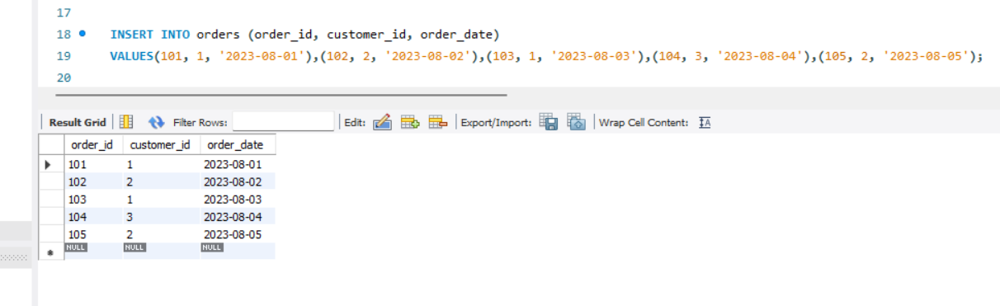 17
18 INSERT INTO orders (order_id, customer_id, order_date)
19 VALUES(101, 1, '2023-08-01'),(102, 2, '2023-08-02'),(103, 1, '2023-08-03'),(104, 3, '2023-08-04'),(105, 2, '2023-08-05');
20
Result Grid Filter Rows: Edit: Export/Import: Wrap Cell Content: IA
order_id customer_id order_date
101 1 2023-08-01
102 2 2023-08-02
103 1 2023-08-03
104 3 2023-08-04
105 2 2023-08-05
NULL NULL NULL